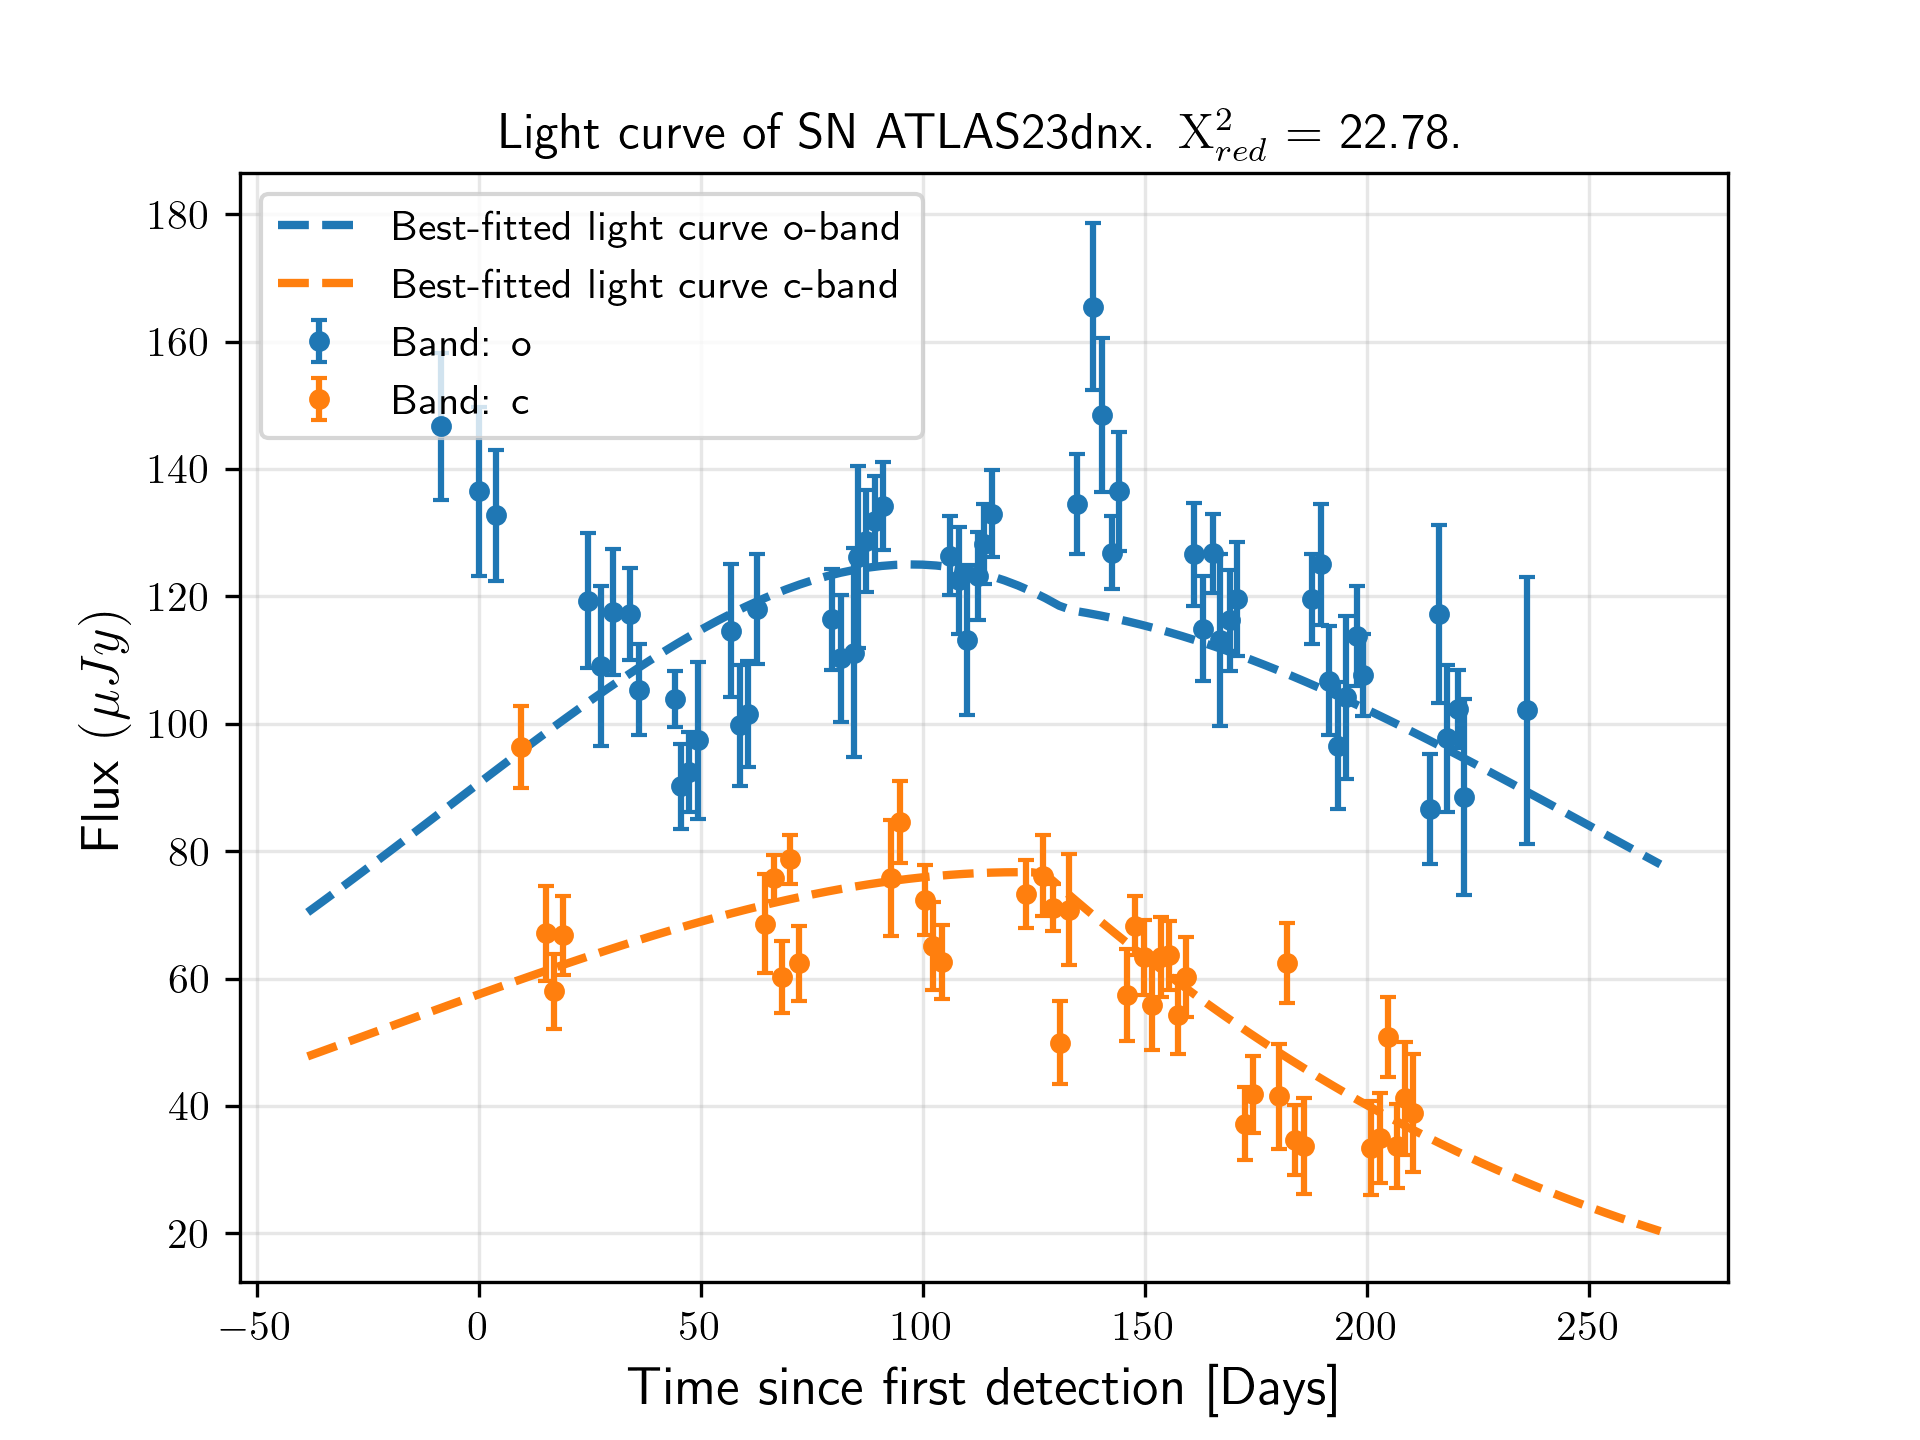 Light curve of SN ATLAS23dnx. X²_red = 22.78.
Best-fitted light curve o-band
Best-fitted light curve c-band
Band: o
Band: c
180
160
140
120
100
80
60
40
20
Flux (μJy)
−50 0 50 100 150 200 250
Time since first detection [Days]